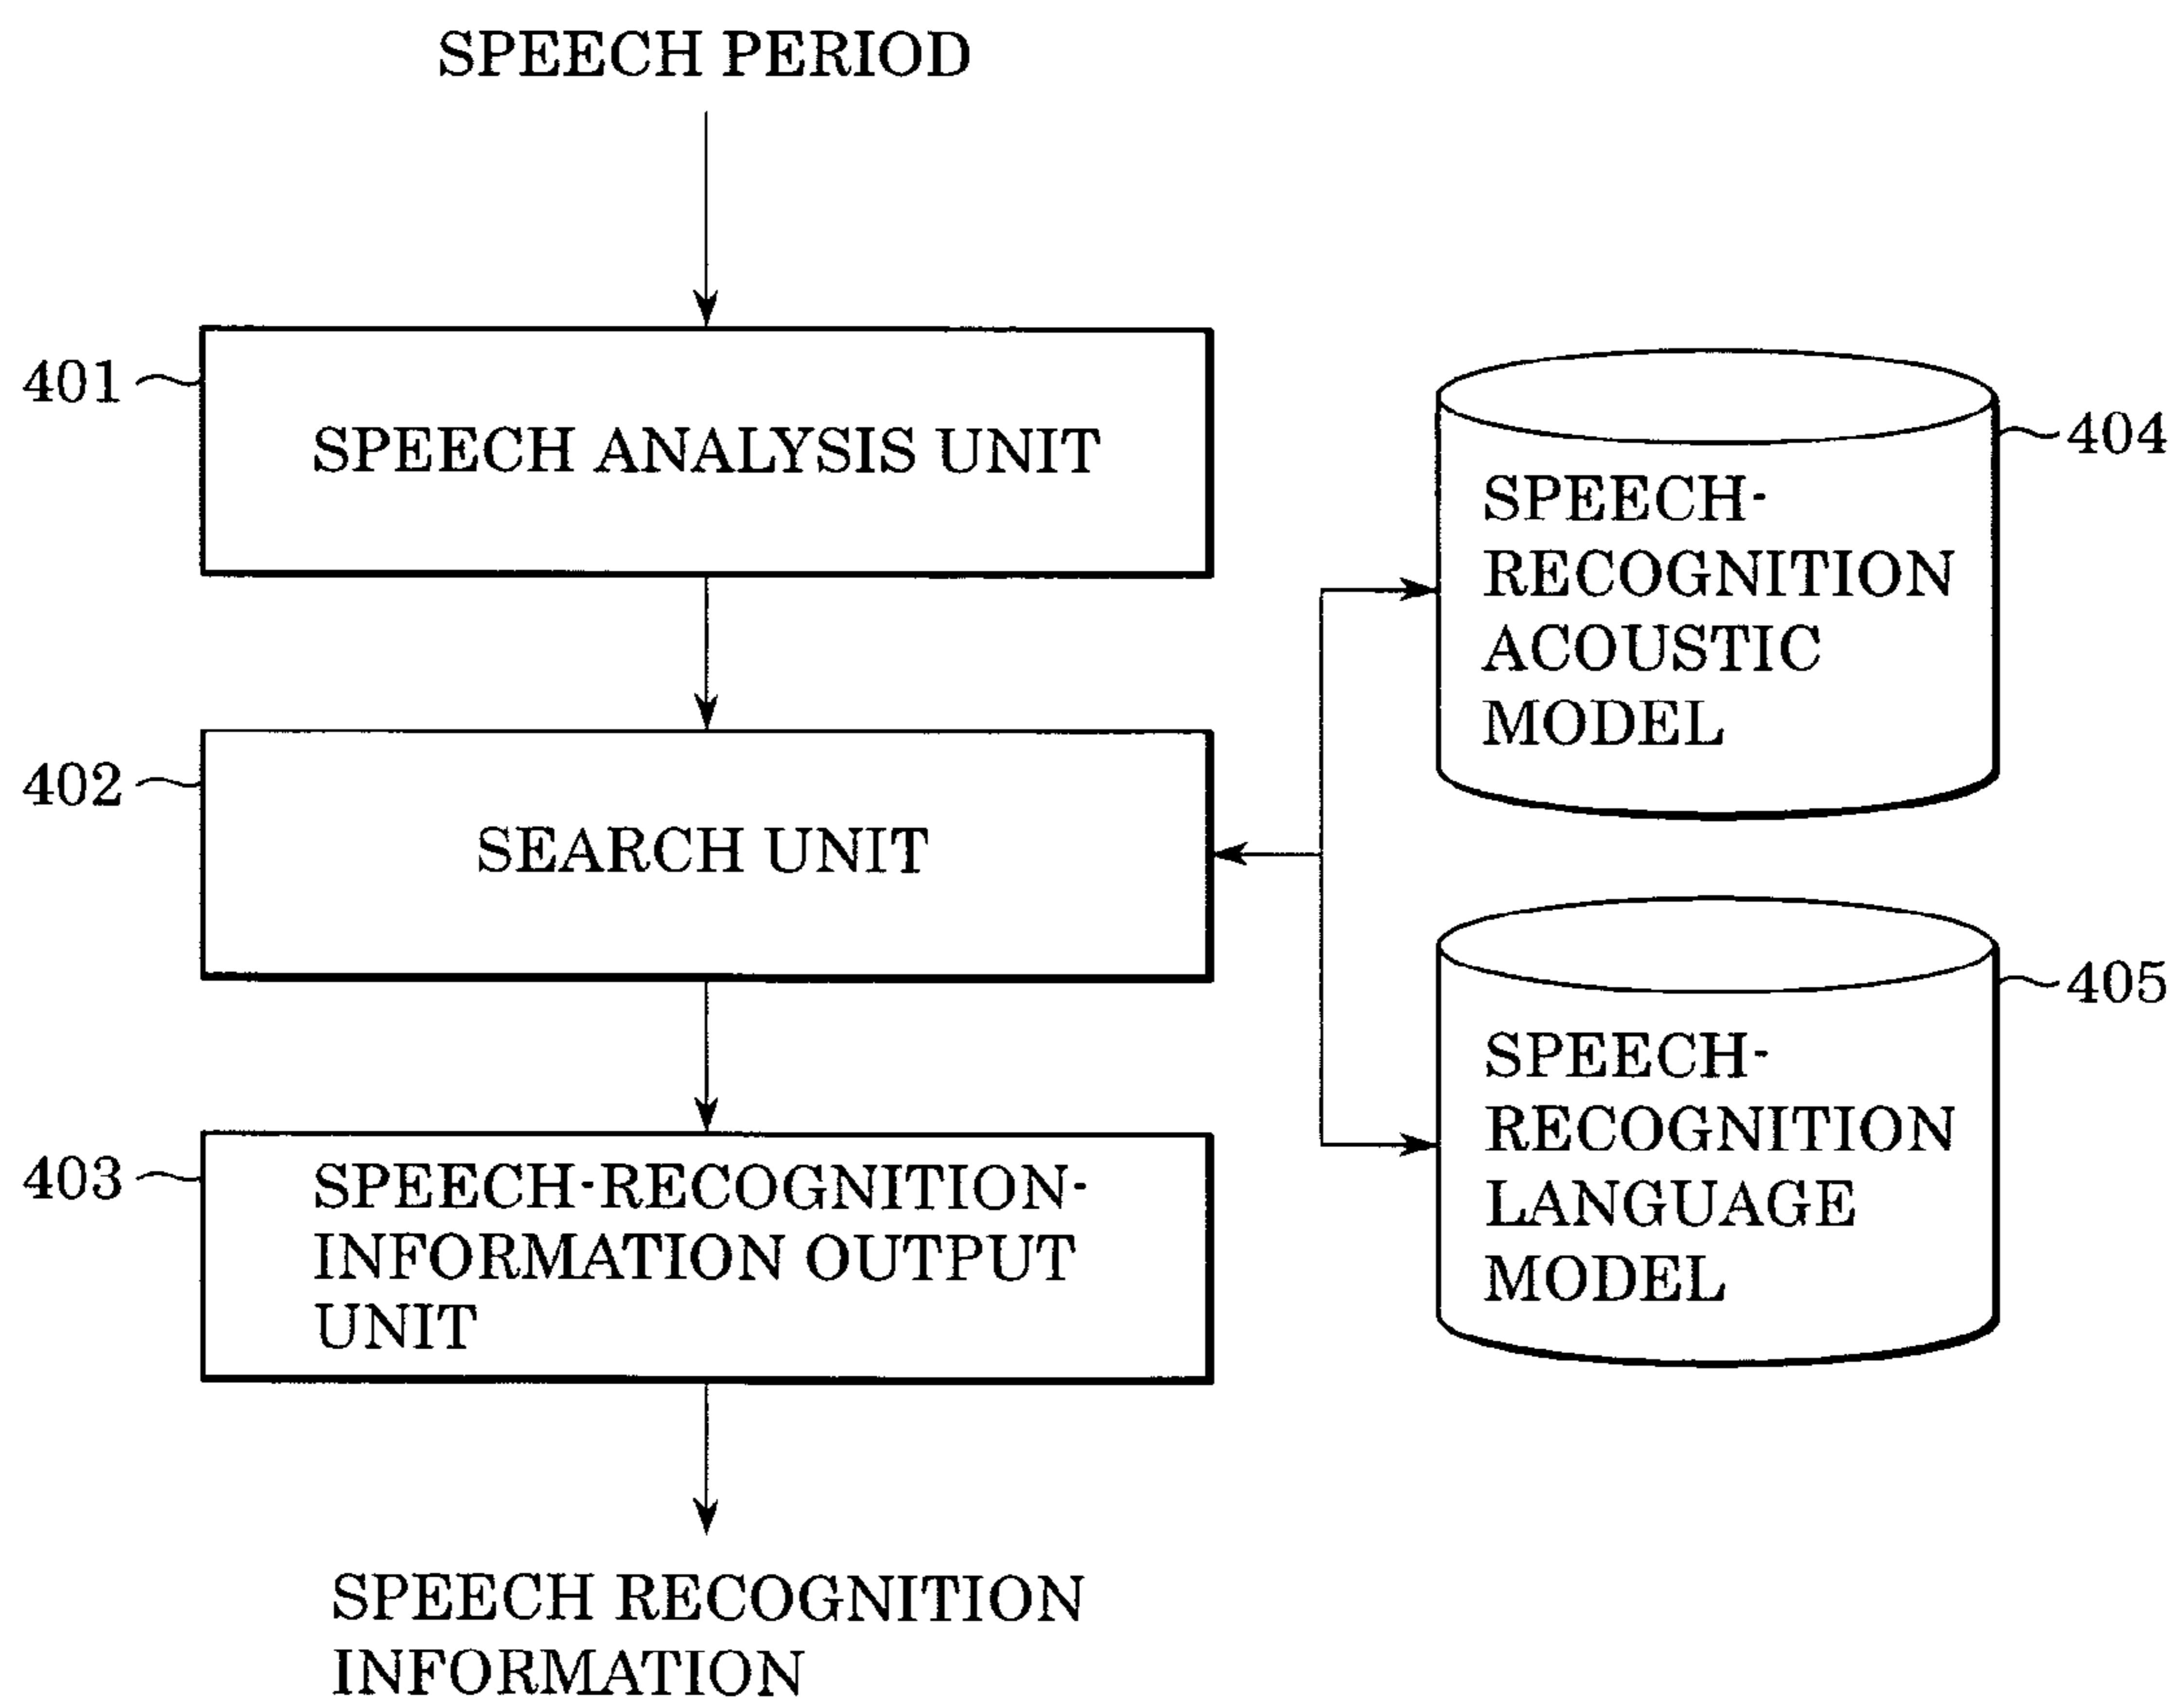 SPEECH PERIOD
401
SPEECH ANALYSIS UNIT
402
SEARCH UNIT
403
SPEECH-RECOGNITION-
INFORMATION OUTPUT
UNIT
SPEECH RECOGNITION
INFORMATION
404
SPEECH-
RECOGNITION
ACOUSTIC
MODEL
405
SPEECH-
RECOGNITION
LANGUAGE
MODEL